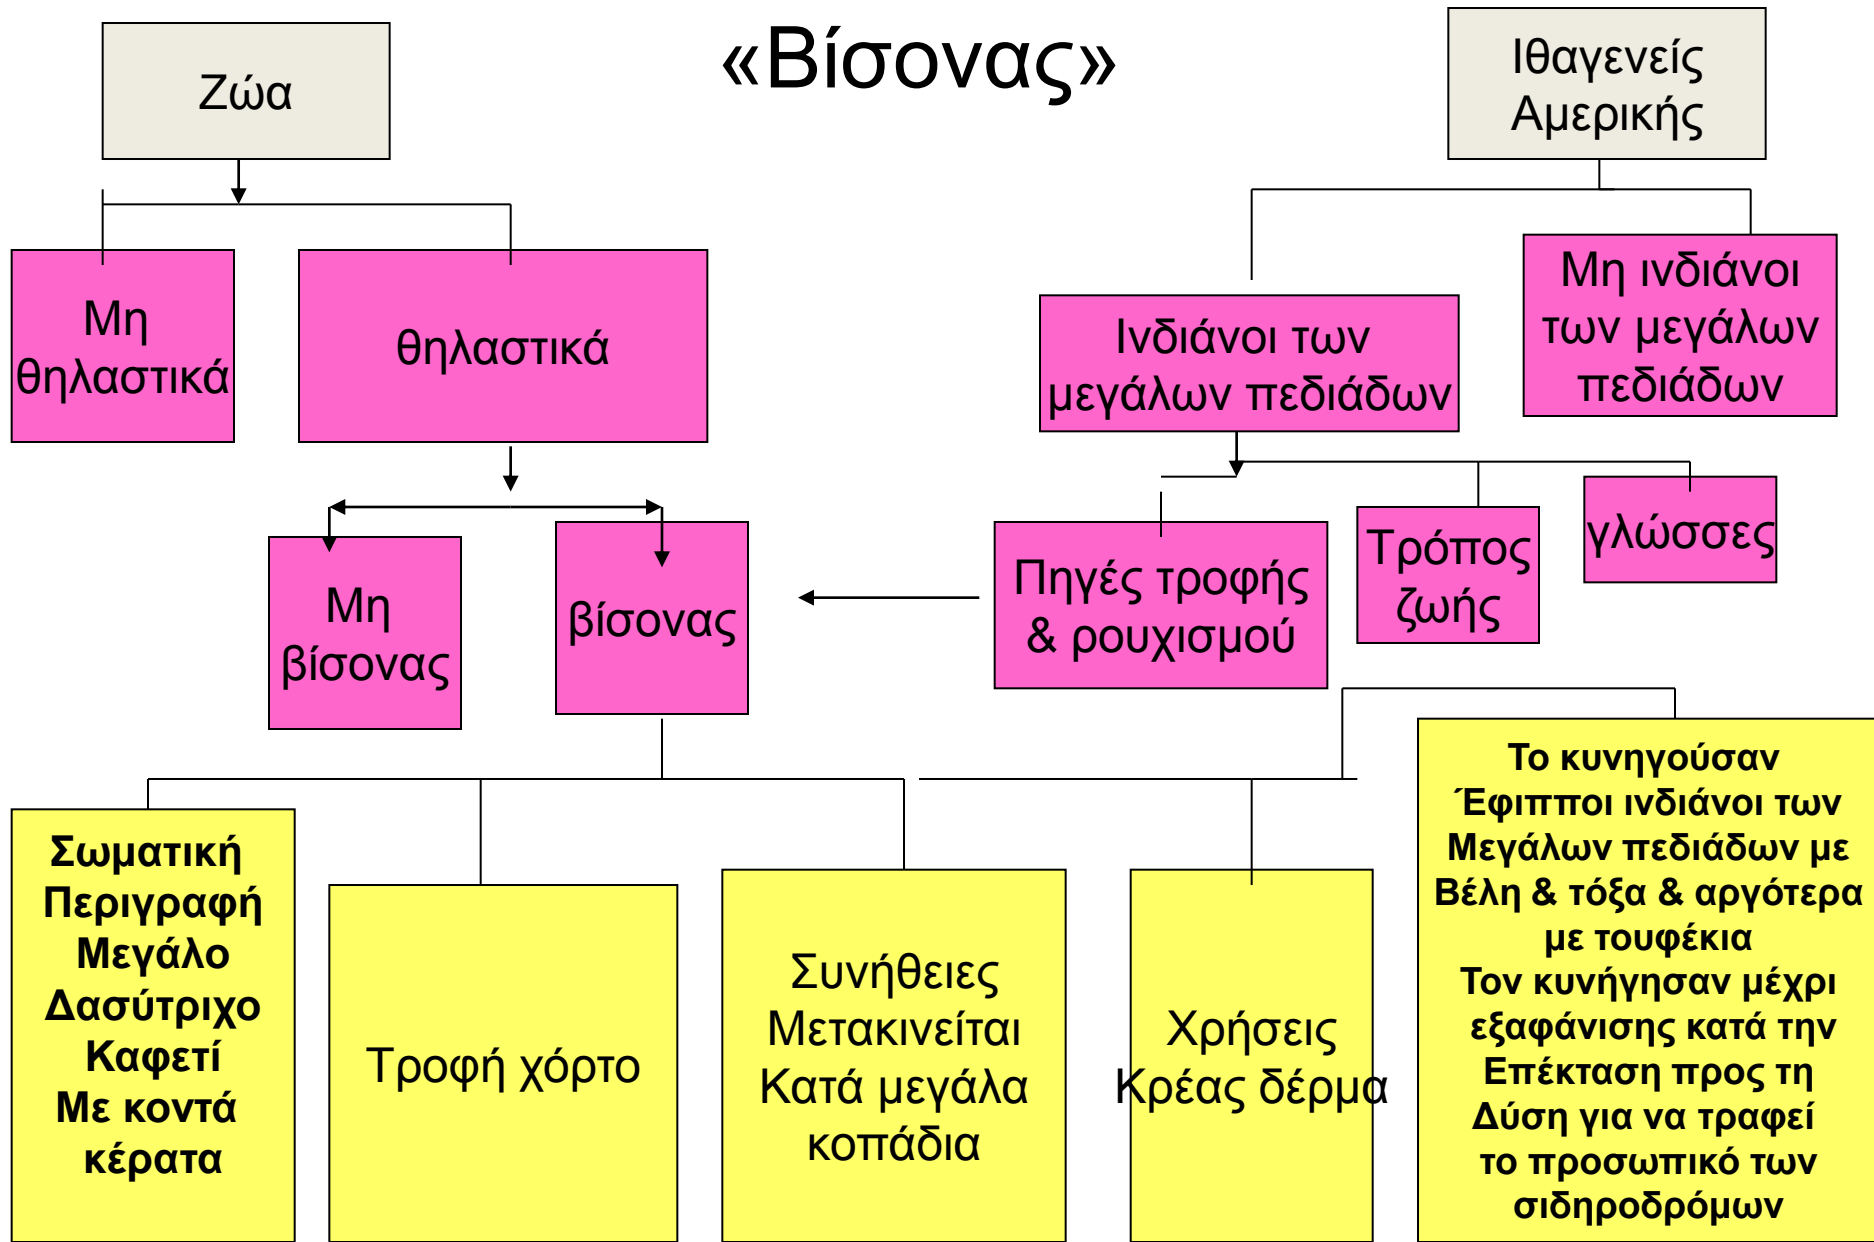 «Βίσονας»
Ζώα
Ιθαγενείς
Αμερικής
Μη
θηλαστικά
θηλαστικά
Ινδιάνοι των
μεγάλων πεδιάδων
Μη ινδιάνοι
των μεγάλων
πεδιάδων
Μη
βίσονας
βίσονας
Πηγές τροφής
& ρουχισμού
Τρόπος
ζωής
γλώσσες
Σωματική
Περιγραφή
Μεγάλο
Δασύτριχο
Καφετί
Με κοντά
κέρατα
Τροφή χόρτο
Συνήθειες
Μετακινείται
Κατά μεγάλα
κοπάδια
Χρήσεις
Κρέας δέρμα
Το κυνηγούσαν
Έφιπποι ινδιάνοι των
Μεγάλων πεδιάδων με
Βέλη & τόξα & αργότερα
με τουφέκια
Τον κυνήγησαν μέχρι
εξαφάνισης κατά την
Επέκταση προς τη
Δύση για να τραφεί
το προσωπικό των
σιδηροδρόμων